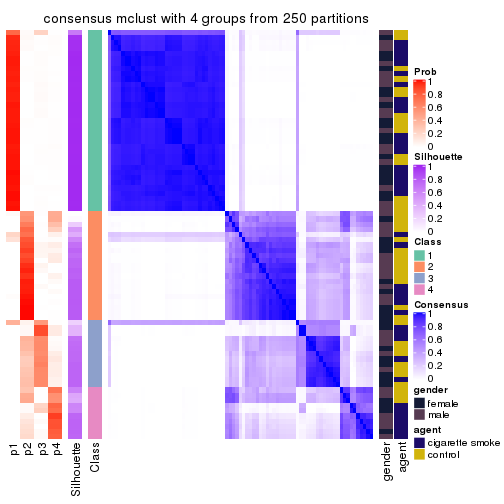 consensus mclust with 4 groups from 250 partitions
Prob
1
0.8
0.6
0.4
0.2
0
Silhouette
1
0.8
0.6
0.4
0.2
0
Class
1
2
3
4
Consensus
1
0.8
0.6
0.4
0.2
0
gender
female
male
agent
cigarette smoke
control
p1
p2
p3
p4
Silhouette
Class
gender
agent